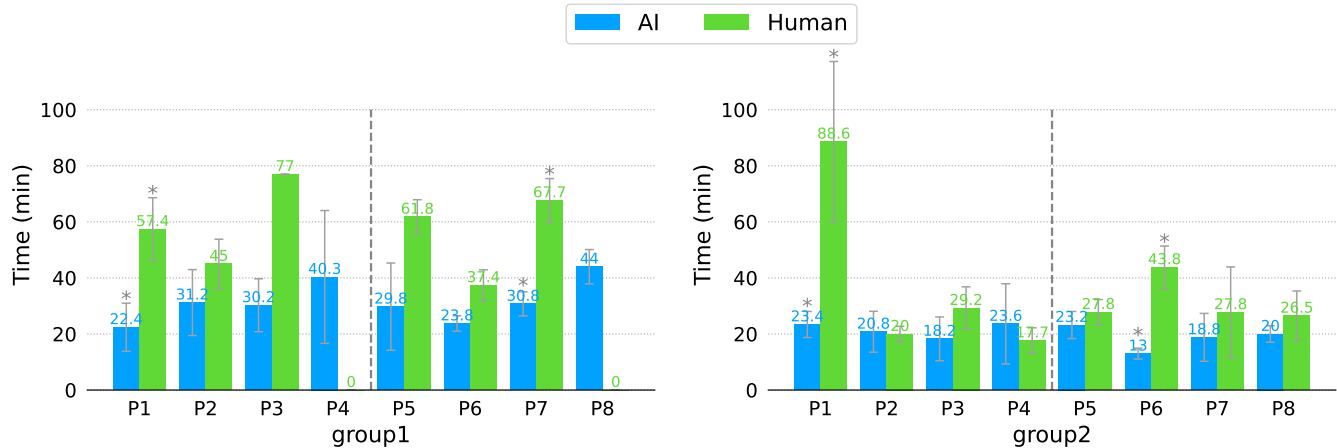 AI Human
Time (min)
100
80
60
40
20
0
* 22.4 * 57.4 31.2 45 30.2 77 40.3 0 29.8 61.8 23.8 37.4 * 30.8 * 67.7 44 0
P1 P2 P3 P4 P5 P6 P7 P8
group1
Time (min)
100
80
60
40
20
0
* 23.4 * 88.6 20.8 20 18.2 29.2 23.6 17.7 23.2 27.8 * 13 * 43.8 18.8 27.8 20 26.5
P1 P2 P3 P4 P5 P6 P7 P8
group2